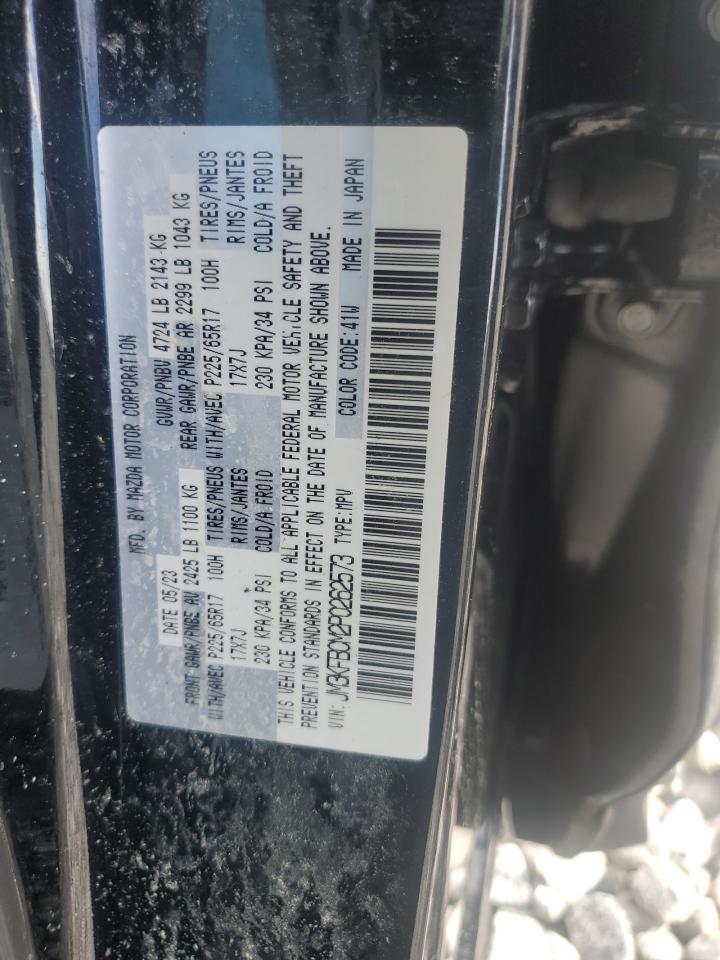 MFD. BY MAZDA MOTOR CORPORATION
DATE 05/23 GVWR/PNBV 4724 LB 2143 KG
FRONT GAWR/PNBE AV 2425 LB 1100 KG REAR GAWR/PNBE AR 2299 LB 1043 KG
WITH/AVEC P225/65R17 100H TIRES/PNEUS WITH/AVEC P225/65R17 100H TIRES/PNEUS
17X7J RIMS/JANTES 17X7J RIMS/JANTES
230 KPA/34 PSI COLD/A FROID 230 KPA/34 PSI COLD/A FROID
THIS VEHICLE CONFORMS TO ALL APPLICABLE FEDERAL MOTOR VEHICLE SAFETY AND THEFT
PREVENTION STANDARDS IN EFFECT ON THE DATE OF MANUFACTURE SHOWN ABOVE.
VIN: JM3KFBCM2P0262573 TYPE:MPV COLOR CODE:41W MADE IN JAPAN